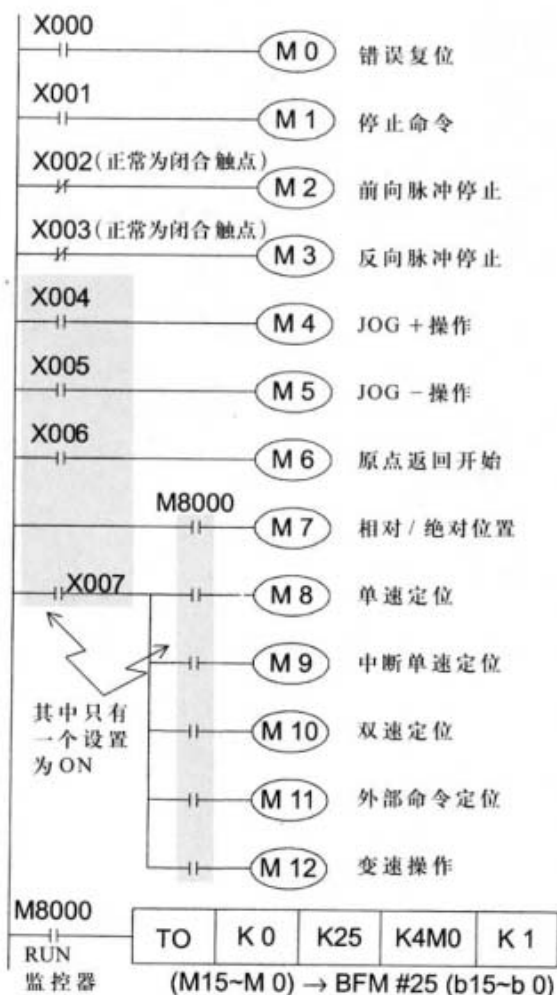 X000
M 0 错误复位
X001
M 1 停止命令
X002(正常为闭合触点)
M 2 前向脉冲停止
X003(正常为闭合触点)
M 3 反向脉冲停止
X004
M 4 JOG + 操作
X005
M 5 JOG - 操作
X006
M 6 原点返回开始
M8000
M 7 相对 / 绝对位置
X007
M 8 单速定位
M 9 中断单速定位
其中只有
一个设置
为ON
M 10 双速定位
M 11 外部命令定位
M 12 变速操作
M8000
TO K 0 K25 K4M0 K 1
RUN
监控器 (M15~M 0) → BFM #25 (b15~b 0)